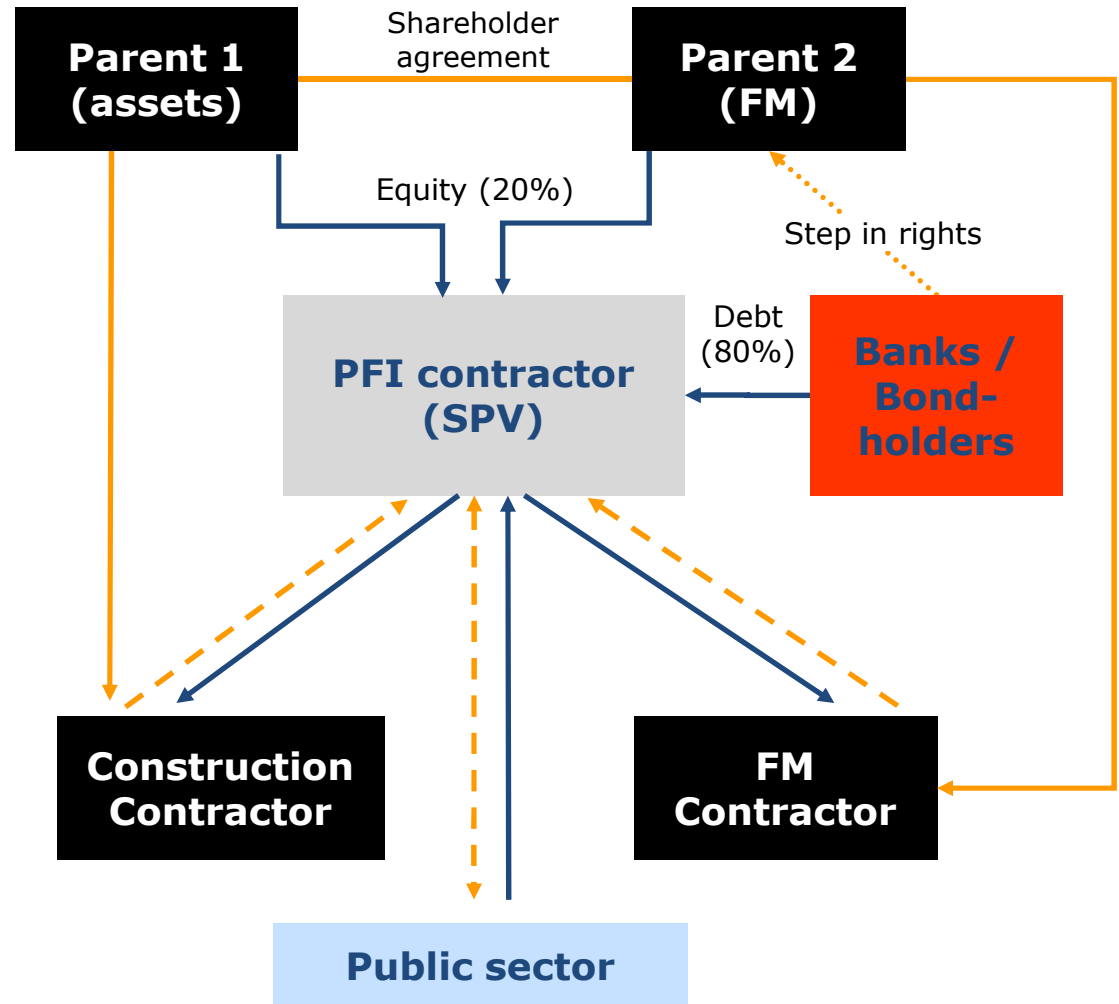 Parent 1
(assets)
Shareholder
agreement
Parent 2
(FM)
Equity (20%)
Step in rights
PFI contractor
(SPV)
Debt
(80%)
Banks /
Bond-
holders
Construction
Contractor
FM
Contractor
Public sector